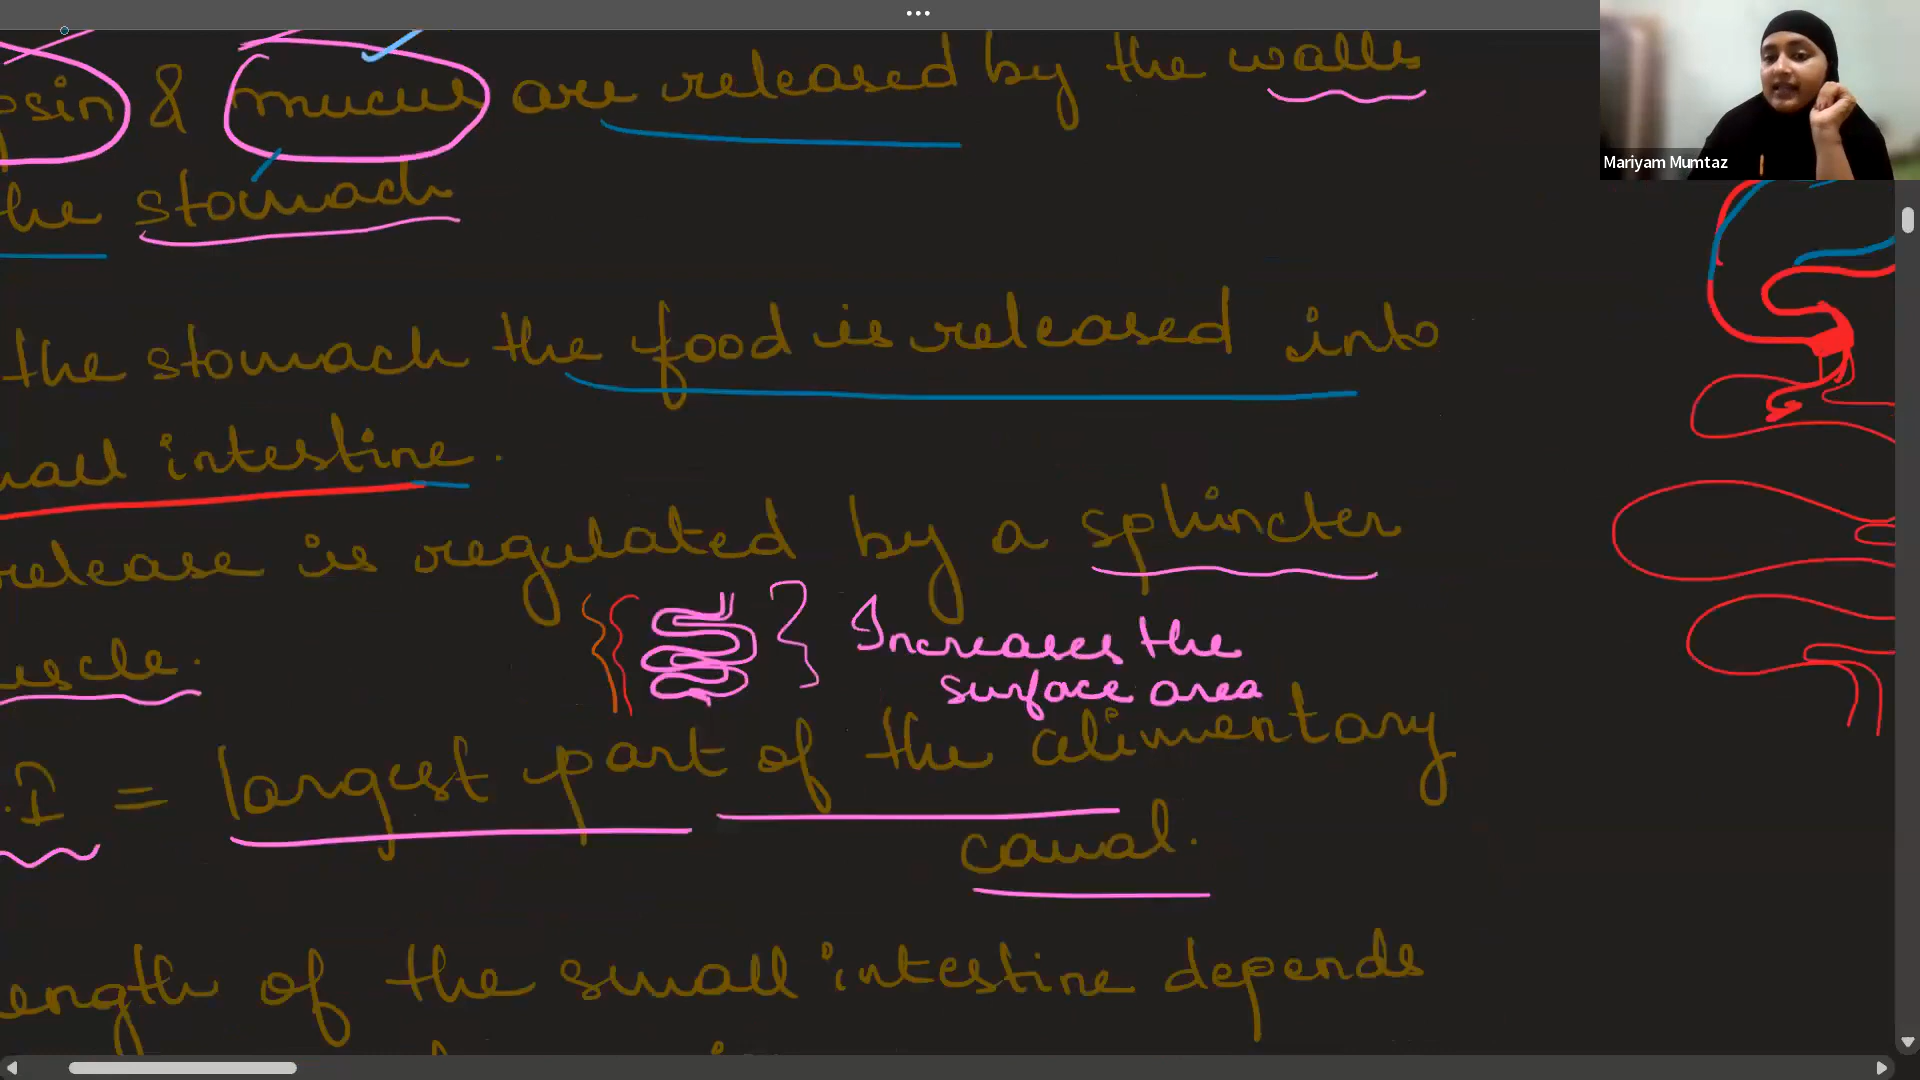 psin & mucus are released by the walls
Mariyam Mumtaz
he stomach
the stomach the food is released into
mall intestine.
release is regulated by a sphincter
uscle.
Increases the
surface area
.I = largest part of the alimentary
canal.
ength of the small intestine depends